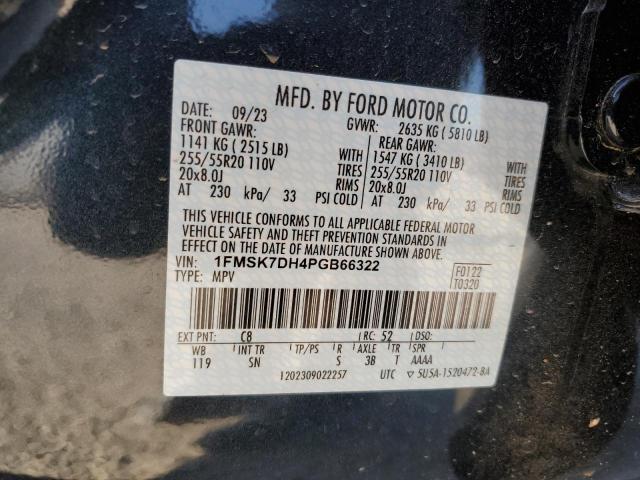 MFD. BY FORD MOTOR CO.
DATE: 09/23 GVWR: 2635 KG (5810 LB)
FRONT GAWR: REAR GAWR:
1141 KG (2515 LB) WITH 1547 KG (3410 LB) WITH
255/55R20 110V TIRES 255/55R20 110V TIRES
20x8.0J RIMS 20x8.0J RIMS
AT 230 kPa/ 33 PSI COLD AT 230 kPa/ 33 PSI COLD
THIS VEHICLE CONFORMS TO ALL APPLICABLE FEDERAL MOTOR
VEHICLE SAFETY AND THEFT PREVENTION STANDARDS IN
EFFECT ON THE DATE OF MANUFACTURE SHOWN ABOVE.
VIN: 1FMSK7DH4PGB66322 F0122
TYPE: MPV T0320
EXT PNT: C8 RC: 52 DSO:
WB INT TR TP/PS R AXLE TR SPR
119 SN S 3B T AAAA
1202309022257 UTC ▽ 5U5A-1520472-BA